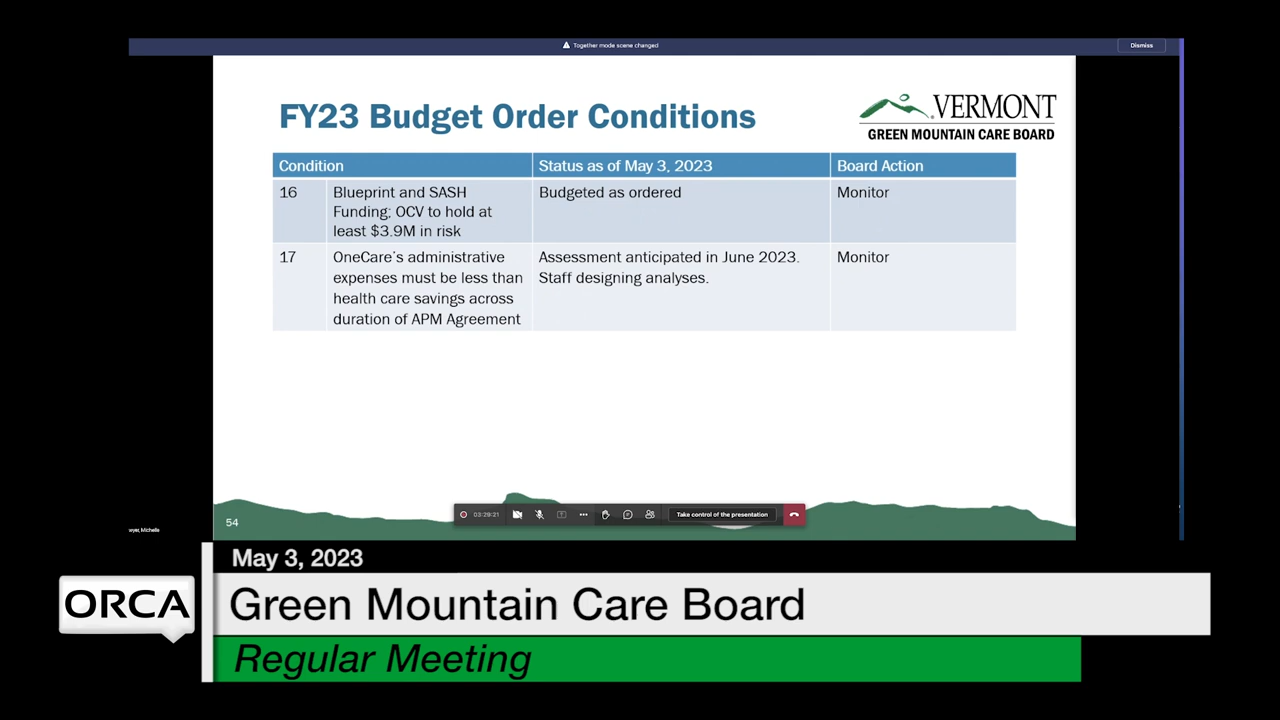 Together mode scene changed
Dismiss
FY23 Budget Order Conditions
VERMONT
GREEN MOUNTAIN CARE BOARD
Condition
Status as of May 3, 2023
Board Action
16
Blueprint and SASH
Funding; OCV to hold at
least $3.9M in risk
Budgeted as ordered
Monitor
17
OneCare's administrative
expenses must be less than
health care savings across
duration of APM Agreement
Assessment anticipated in June 2023.
Staff designing analyses.
Monitor
54
03:29:21
Take control of the presentation
Michelle
May 3, 2023
ORCA
Green Mountain Care Board
Regular Meeting